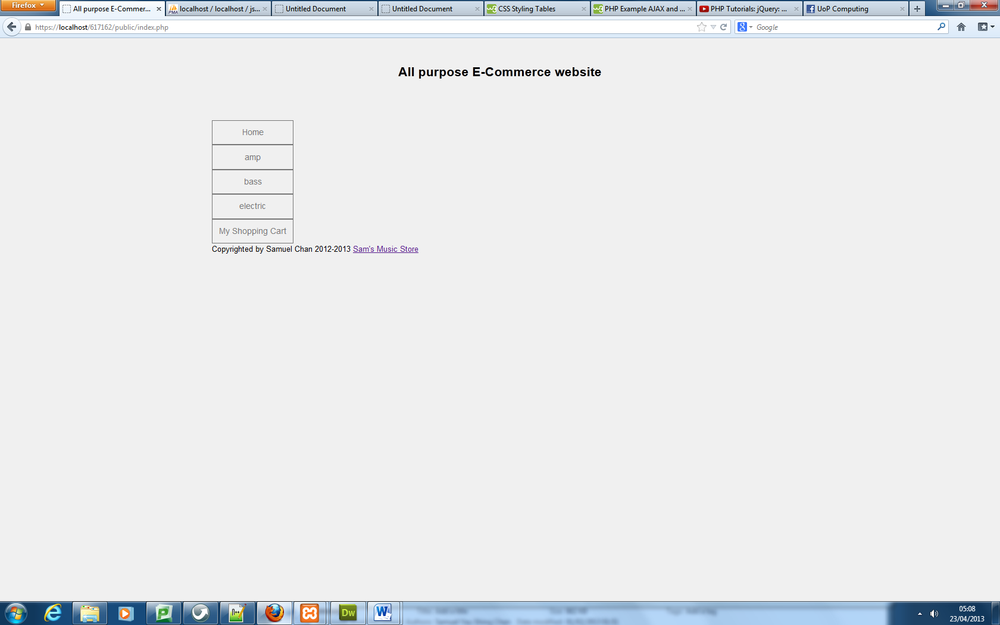 Firefox
All purpose E-Commer...
localhost / localhost / js...
Untitled Document
Untitled Document
CSS Styling Tables
PHP Example AJAX and ...
PHP Tutorials: jQuery: ...
UoP Computing
https://localhost/617162/public/index.php
Google
All purpose E-Commerce website
Home
amp
bass
electric
My Shopping Cart
Copyrighted by Samuel Chan 2012-2013 Sam's Music Store
05:08
23/04/2013